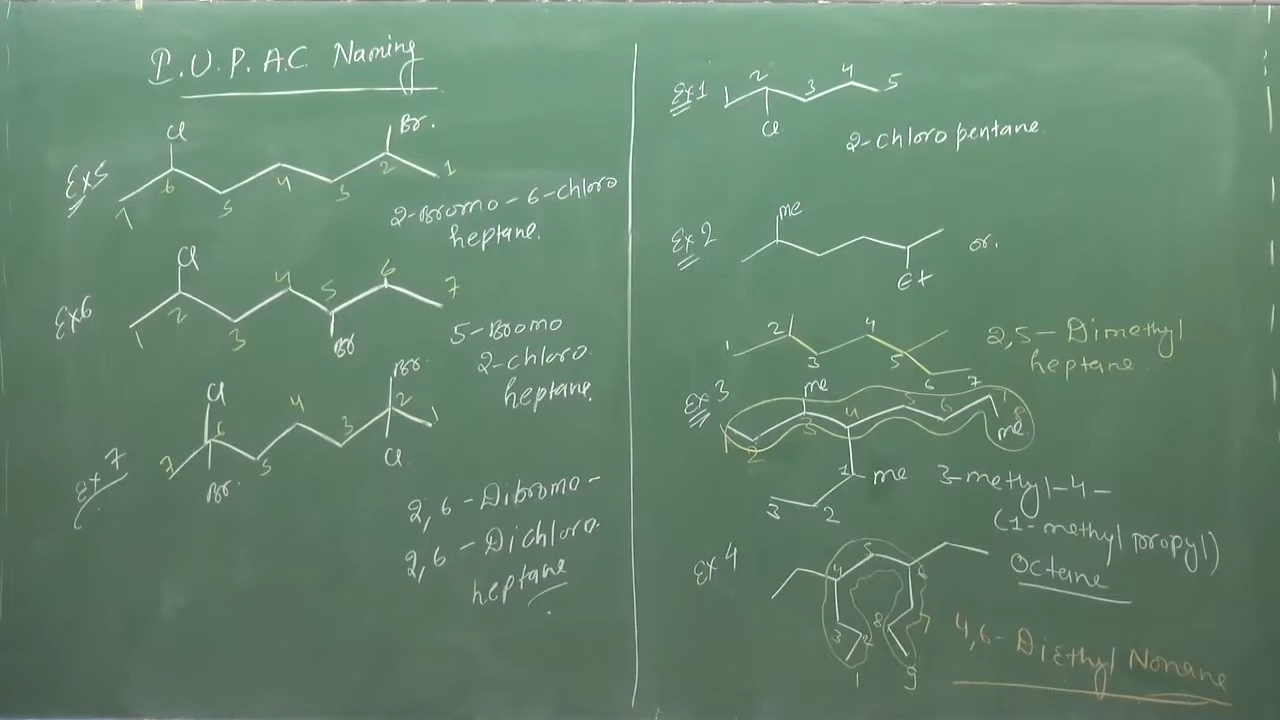 I.U.P.A.C Naming
Ex5
Cl
Br.
7 6 5 4 3 2 1
2-Bromo-6-chloro
heptane.
Ex6
Cl
1 2 3 4 5 6 7
Br
5-Bromo
2-chloro
heptane.
Ex7
Cl
Br.
7 6 5 4 3 2 1
Br.
Cl
2,6-Dibromo-
2,6-Dichloro
heptane
Ex1
1 2 3 4 5
Cl
2-chloropentane
Ex2
me
or.
Et
1 2 3 4 5 6 7
2,5-Dimethyl
heptane
Ex3
me
1 2 3 4 5 6 7 8
me
1 me
3 2
3-methyl-4-
(1-methylpropyl)
Octane
Ex4
4 5 6
3 2 8 7
1 9
4,6-Diethyl Nonane